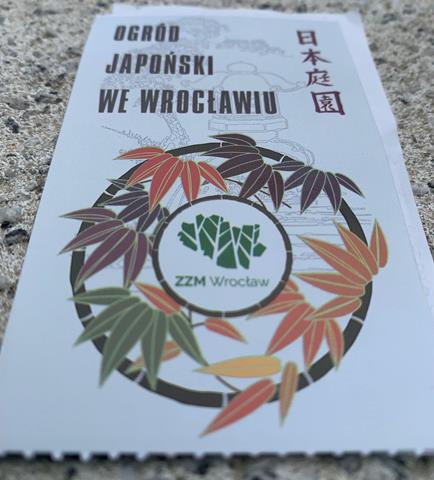 OGRÓD
JAPOŃSKI
WE WROCŁAWIU
日本庭園
ZZM Wrocław